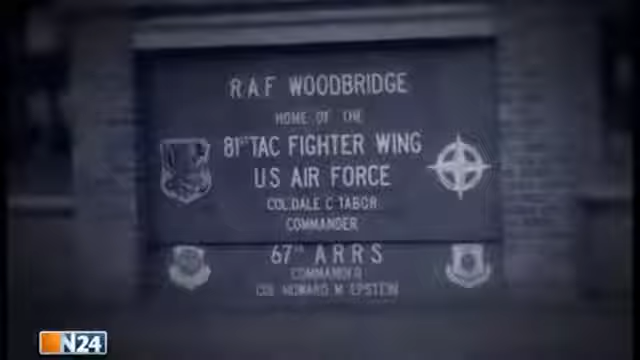 RAF WOODBRIDGE
HOME OF THE
81ST TAC FIGHTER WING
US AIR FORCE
COL. DALE C TABOR
COMMANDER
67TH ARRS
COMMANDER
COL HOWARD M EPSTEIN
N24